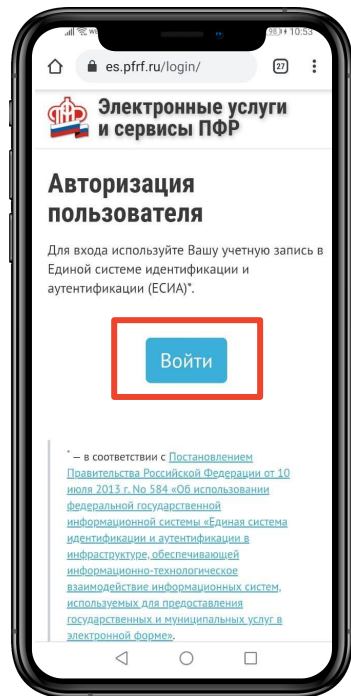 98 10:53
es.pfrf.ru/login/ 27
Электронные услуги
и сервисы ПФР
Авторизация
пользователя
Для входа используйте Вашу учетную запись в
Единой системе идентификации и
аутентификации (ЕСИА)*.
Войти
* – в соответствии с Постановлением
Правительства Российской Федерации от 10
июля 2013 г. No 584 «Об использовании
федеральной государственной
информационной системы «Единая система
идентификации и аутентификации в
инфраструктуре, обеспечивающей
информационно-технологическое
взаимодействие информационных систем,
используемых для предоставления
государственных и муниципальных услуг в
электронной форме».